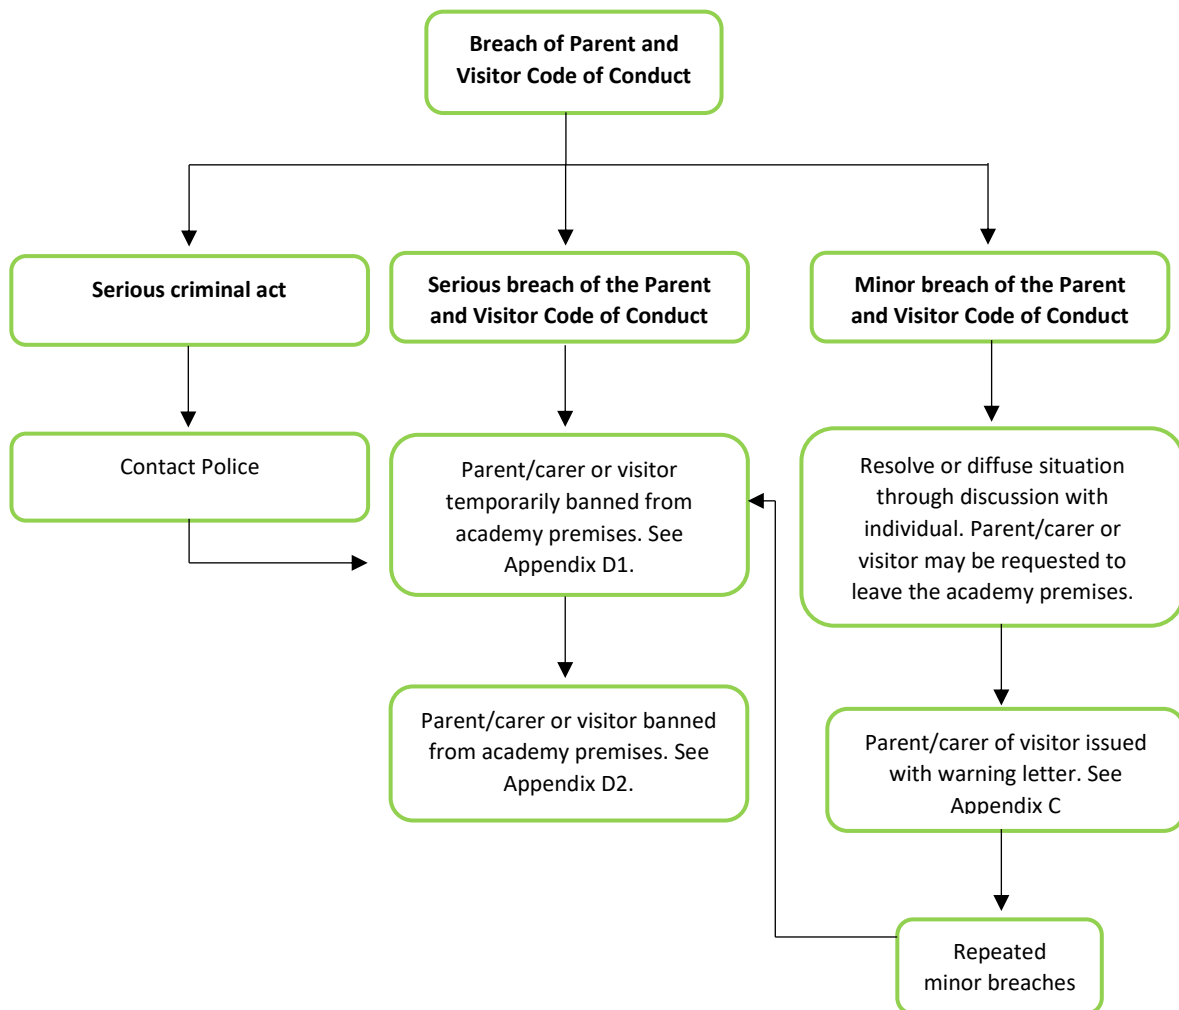 Breach of Parent and
Visitor Code of Conduct
Serious criminal act
Serious breach of the Parent
and Visitor Code of Conduct
Minor breach of the Parent
and Visitor Code of Conduct
Contact Police
Parent/carer or visitor
temporarily banned from
academy premises. See
Appendix D1.
Resolve or diffuse situation
through discussion with
individual. Parent/carer or
visitor may be requested to
leave the academy premises.
Parent/carer or visitor banned
from academy premises. See
Appendix D2.
Parent/carer of visitor issued
with warning letter. See
Appendix C
Repeated
minor breaches